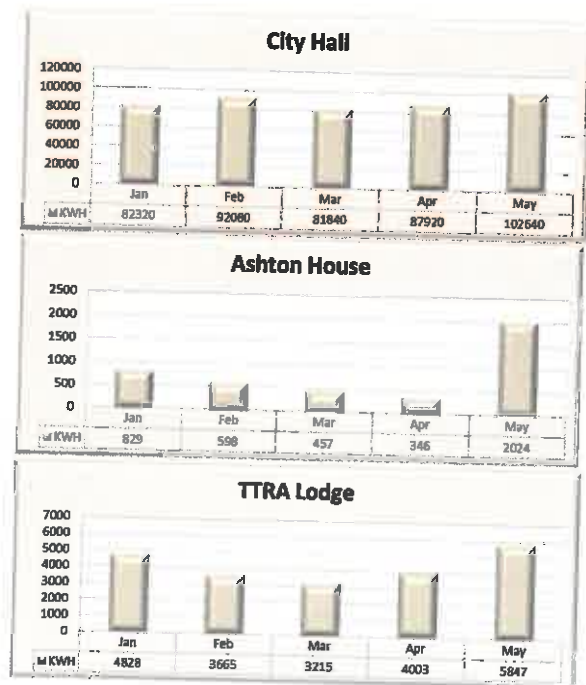 City Hall
120000
100000
80000
60000
40000
20000
0
Jan Feb Mar Apr May
KWH 82320 92080 81840 87920 102640
Ashton House
2500
2000
1500
1000
500
0
Jan Feb Mar Apr May
KWH 829 598 457 346 2024
TTRA Lodge
7000
6000
5000
4000
3000
2000
1000
0
Jan Feb Mar Apr May
KWH 4828 3665 3215 4003 5847